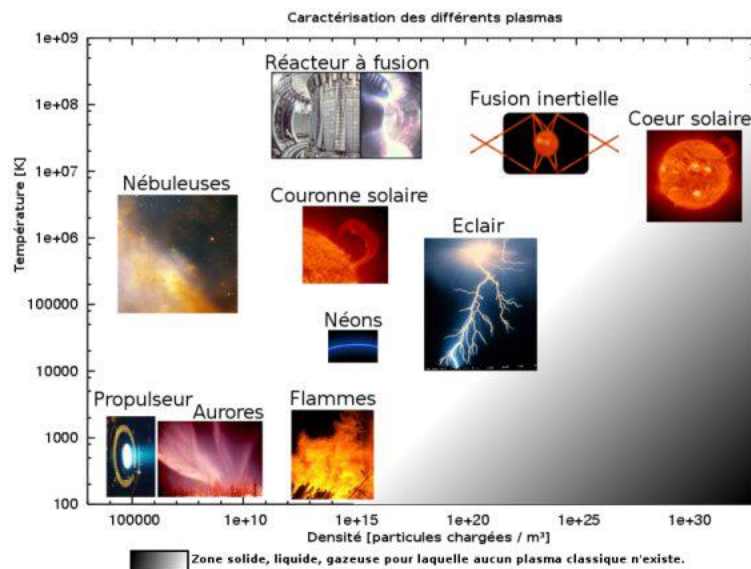 Caractérisation des différents plasmas
1e+09
1e+08
1e+07
1e+06
100000
10000
1000
100
Température [K]
Réacteur à fusion
Fusion inertielle
Coeur solaire
Nébuleuses
Couronne solaire
Eclair
Néons
Propulseur
Aurores
Flammes
100000
1e+10
1e+15
1e+20
1e+25
1e+30
Densité [particules chargées / m³]
Zone solide, liquide, gazeuse pour laquelle aucun plasma classique n'existe.